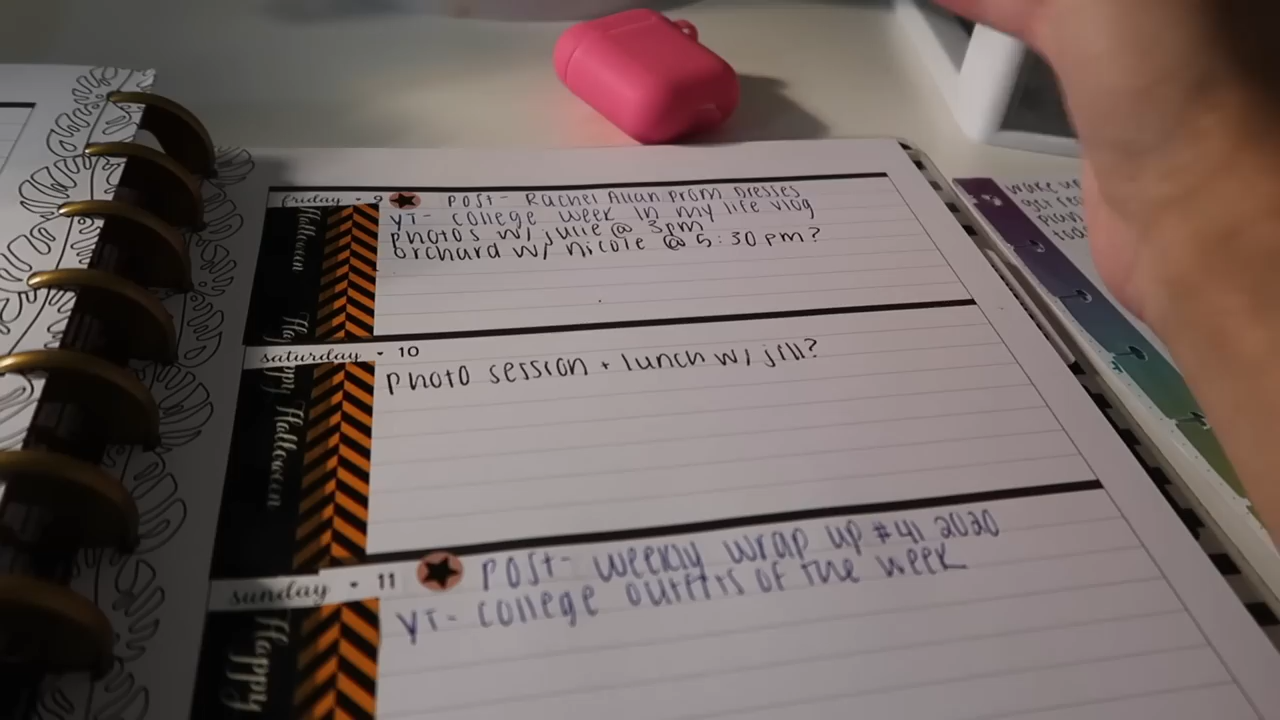 friday • 9
Post- Rachel Allan Prom Dresses
YT- college week in my life vlog
photos w/ julie @ 3pm
orchard w/ nicole @ 5:30 pm?
Halloween
Happy Halloween
saturday • 10
photo session + lunch w/ jill?
sunday • 11
Post- weekly wrap up #41 2020
YT- college outfits of the week
Happy
wake up